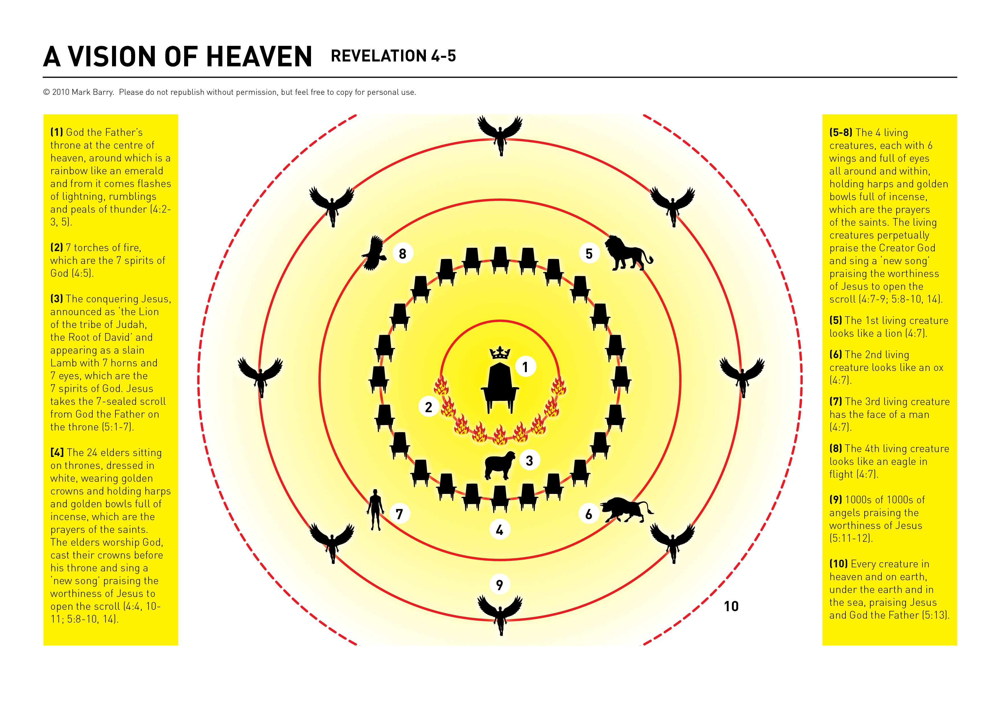 A VISION OF HEAVEN REVELATION 4-5
© 2010 Mark Barry. Please do not republish without permission, but feel free to copy for personal use.
(1) God the Father's
throne at the centre of
heaven, around which is a
rainbow like an emerald
and from it comes flashes
of lightning, rumblings
and peals of thunder (4:2-
3, 5).
(2) 7 torches of fire,
which are the 7 spirits of
God (4:5).
(3) The conquering Jesus,
announced as 'the Lion
of the tribe of Judah,
the Root of David' and
appearing as a slain
Lamb with 7 horns and
7 eyes, which are the
7 spirits of God. Jesus
takes the 7-sealed scroll
from God the Father on
the throne (5:1-7).
[4] The 24 elders sitting
on thrones, dressed in
white, wearing golden
crowns and holding harps
and golden bowls full of
incense, which are the
prayers of the saints.
The elders worship God,
cast their crowns before
his throne and sing a
'new song' praising the
worthiness of Jesus to
open the scroll (4:4, 10-
11; 5:8-10, 14).
8
5
1
2
3
7
6
4
9
10
(5-8) The 4 living
creatures, each with 6
wings and full of eyes
all around and within,
holding harps and golden
bowls full of incense,
which are the prayers
of the saints. The living
creatures perpetually
praise the Creator God
and sing a 'new song'
praising the worthiness
of Jesus to open the
scroll (4:7-9; 5:8-10, 14).
(5) The 1st living creature
looks like a lion (4:7).
(6) The 2nd living
creature looks like an ox
(4:7).
(7) The 3rd living creature
has the face of a man
(4:7).
(8) The 4th living creature
looks like an eagle in
flight (4:7).
(9) 1000s of 1000s of
angels praising the
worthiness of Jesus
(5:11-12).
(10) Every creature in
heaven and on earth,
under the earth and in
the sea, praising Jesus
and God the Father (5:13).